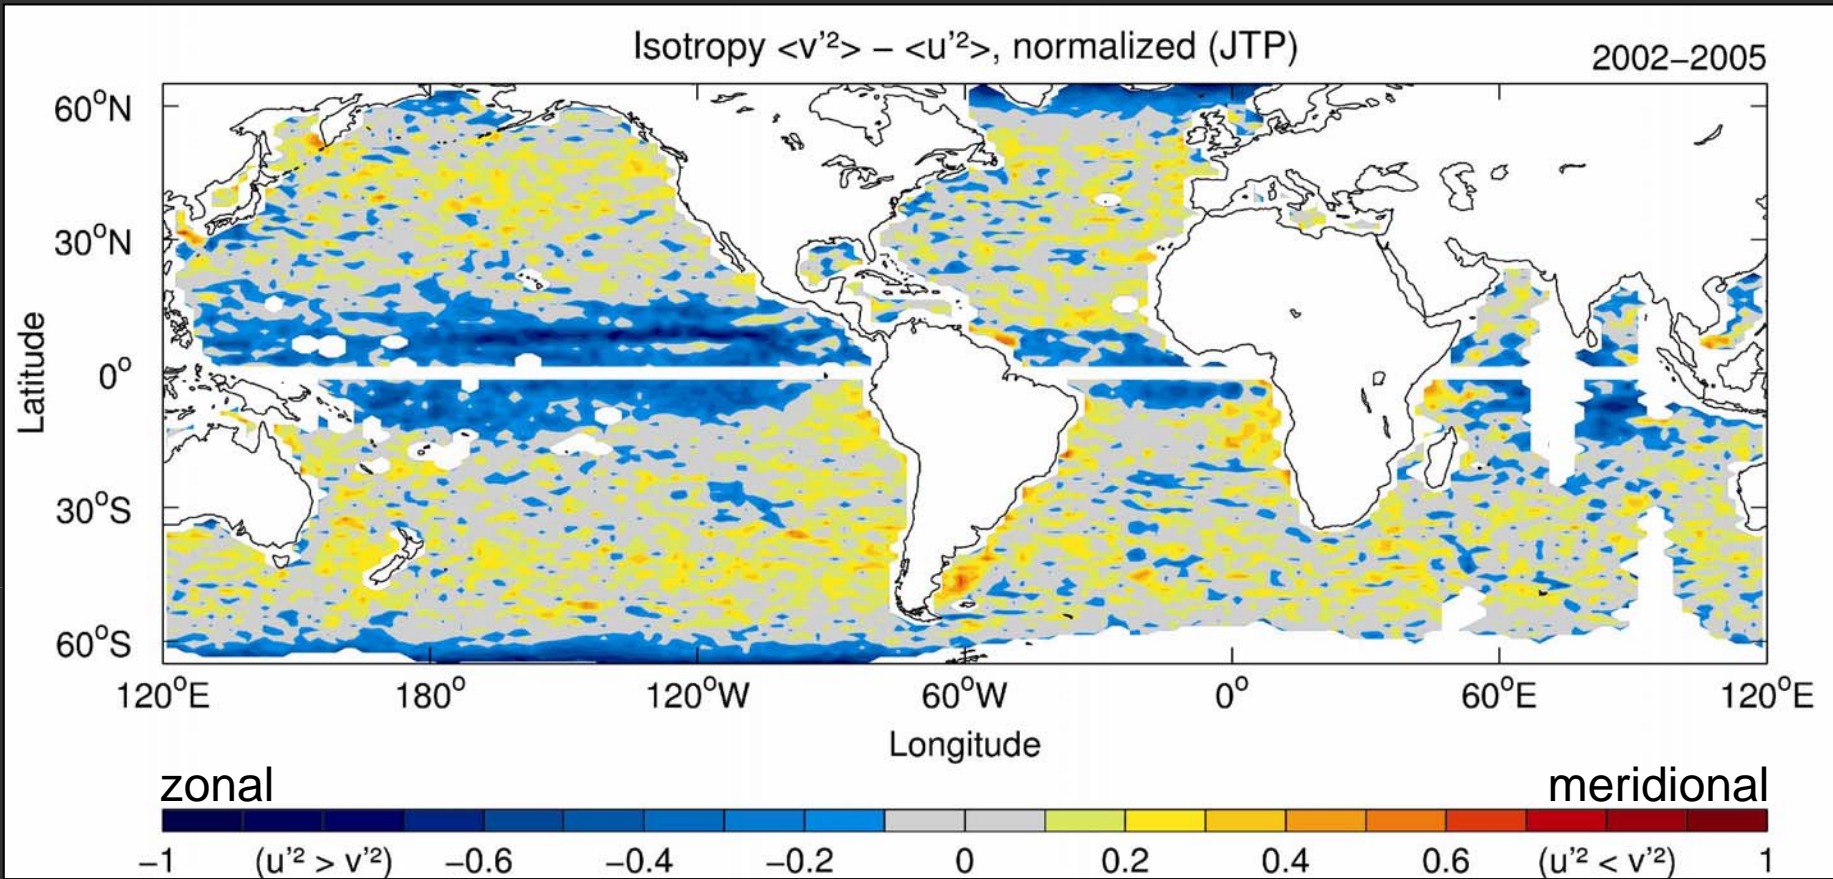 Isotropy <v'²> – <u'²>, normalized (JTP)
2002–2005
60°N
30°N
0°
30°S
60°S
Latitude
120°E 180° 120°W 60°W 0° 60°E 120°E
Longitude
zonal meridional
−1 (u'² > v'²) −0.6 −0.4 −0.2 0 0.2 0.4 0.6 (u'² < v'²) 1